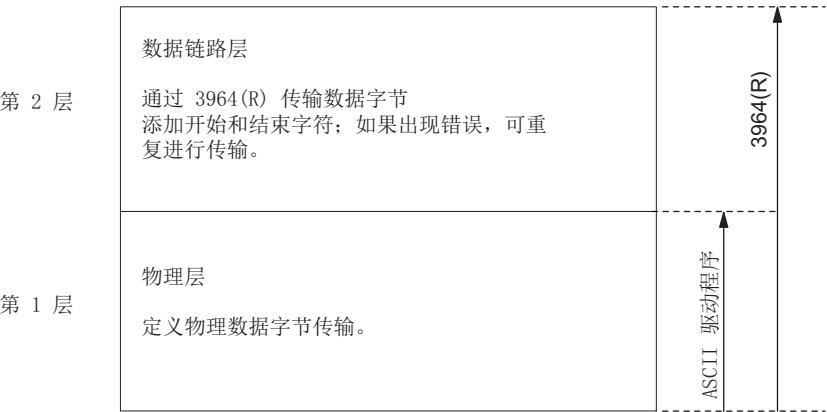 数据链路层
第 2 层
通过 3964(R) 传输数据字节
添加开始和结束字符；如果出现错误，可重
复进行传输。
3964(R)
物理层
第 1 层
定义物理数据字节传输。
ASCII 驱动程序